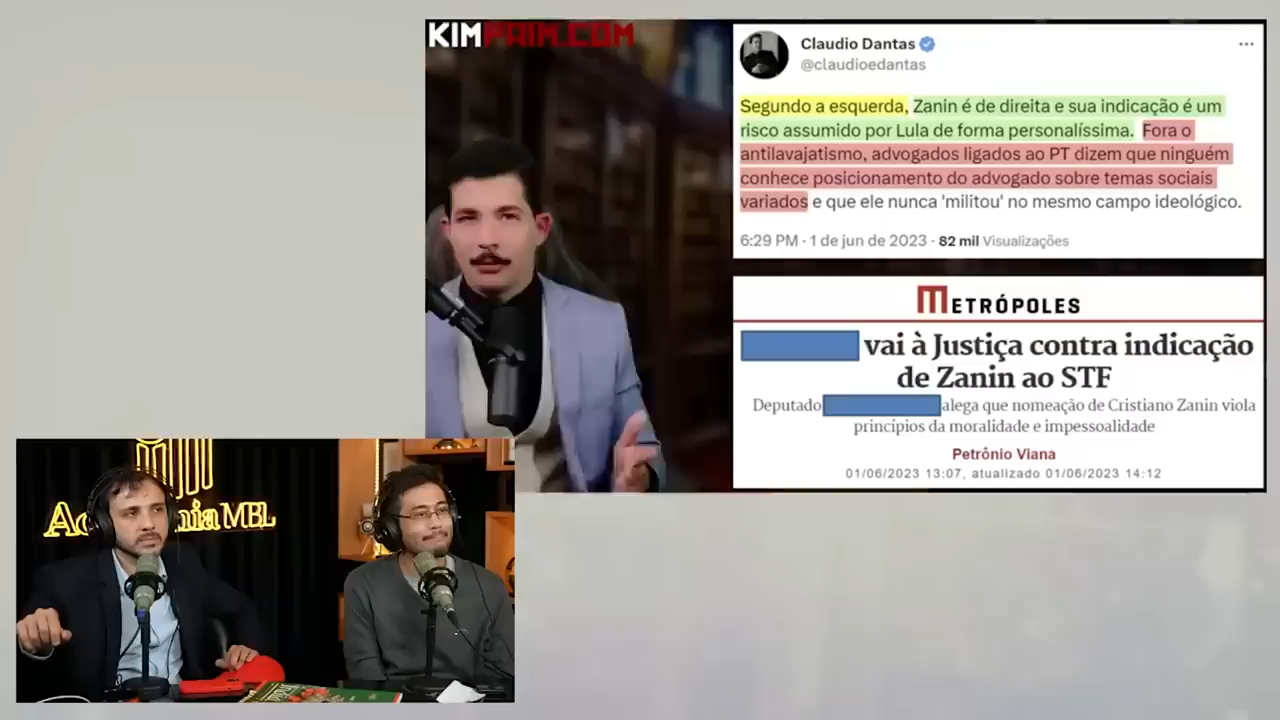 KIMPAIM.COM
Claudio Dantas
@claudioedantas
Segundo a esquerda, Zanin é de direita e sua indicação é um
risco assumido por Lula de forma personalíssima. Fora o
antilavajatismo, advogados ligados ao PT dizem que ninguém
conhece posicionamento do advogado sobre temas sociais
variados e que ele nunca 'militou' no mesmo campo ideológico.
6:29 PM · 1 de jun de 2023 · 82 mil Visualizações
METRÓPOLES
vai à Justiça contra indicação
de Zanin ao STF
Deputado alega que nomeação de Cristiano Zanin viola
princípios da moralidade e impessoalidade
Petrônio Viana
01/06/2023 13:07, atualizado 01/06/2023 14:12
MBL